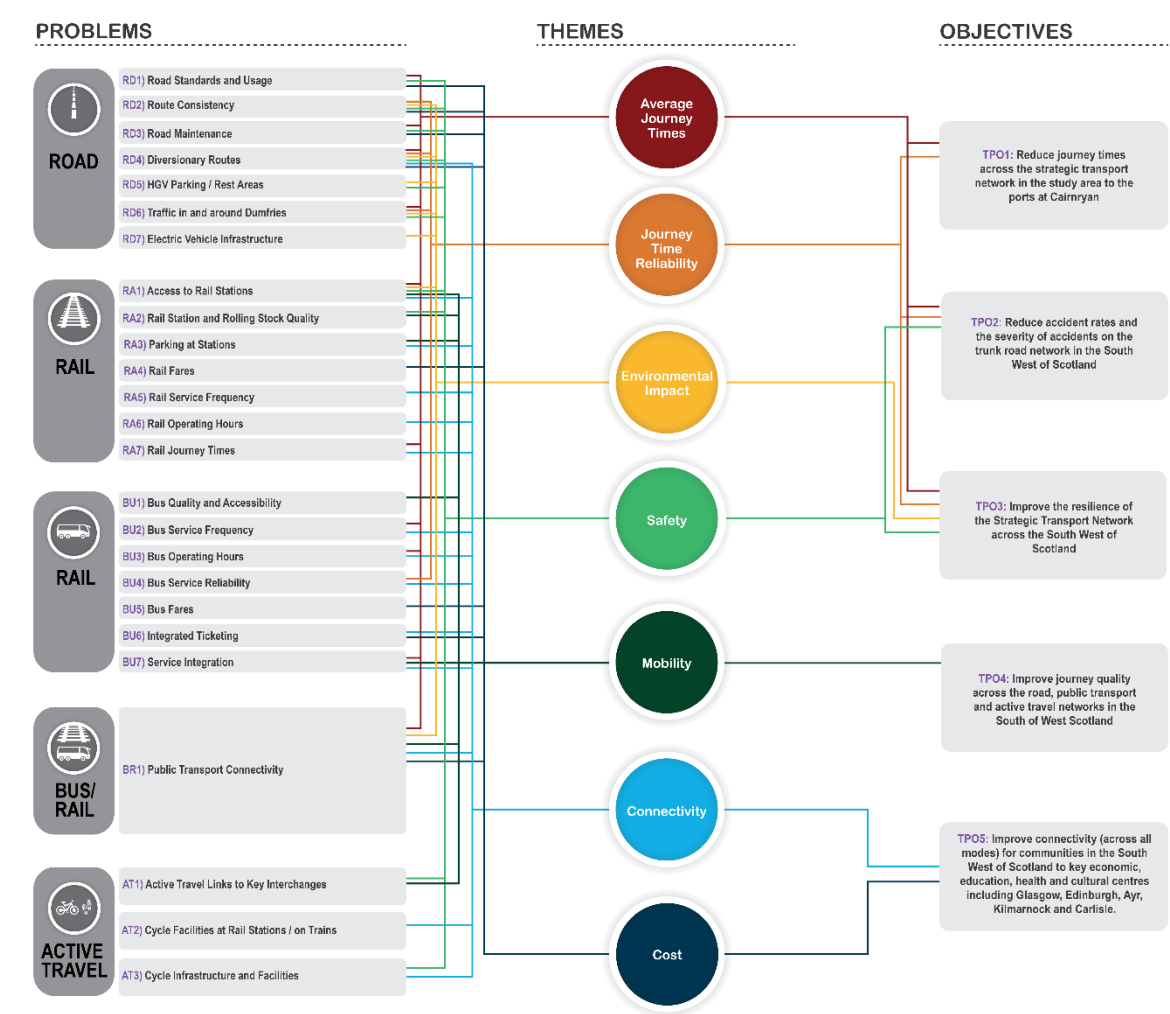 PROBLEMS
THEMES
OBJECTIVES
ROAD
RD1) Road Standards and Usage
RD2) Route Consistency
RD3) Road Maintenance
RD4) Diversionary Routes
RD5) HGV Parking / Rest Areas
RD6) Traffic in and around Dumfries
RD7) Electric Vehicle Infrastructure
RAIL
RA1) Access to Rail Stations
RA2) Rail Station and Rolling Stock Quality
RA3) Parking at Stations
RA4) Rail Fares
RA5) Rail Service Frequency
RA6) Rail Operating Hours
RA7) Rail Journey Times
RAIL
BU1) Bus Quality and Accessibility
BU2) Bus Service Frequency
BU3) Bus Operating Hours
BU4) Bus Service Reliability
BU5) Bus Fares
BU6) Integrated Ticketing
BU7) Service Integration
BUS/
RAIL
BR1) Public Transport Connectivity
ACTIVE
TRAVEL
AT1) Active Travel Links to Key Interchanges
AT2) Cycle Facilities at Rail Stations / on Trains
AT3) Cycle Infrastructure and Facilities
Average
Journey
Times
Journey
Time
Reliability
Environmental
Impact
Safety
Mobility
Connectivity
Cost
TPO1: Reduce journey times
across the strategic transport
network in the study area to the
ports at Cairnryan
TPO2: Reduce accident rates and
the severity of accidents on the
trunk road network in the South
West of Scotland
TPO3: Improve the resilience of
the Strategic Transport Network
across the South West of
Scotland
TPO4: Improve journey quality
across the road, public transport
and active travel networks in the
South of West Scotland
TPO5: Improve connectivity (across all
modes) for communities in the South
West of Scotland to key economic,
education, health and cultural centres
including Glasgow, Edinburgh, Ayr,
Kilmarnock and Carlisle.